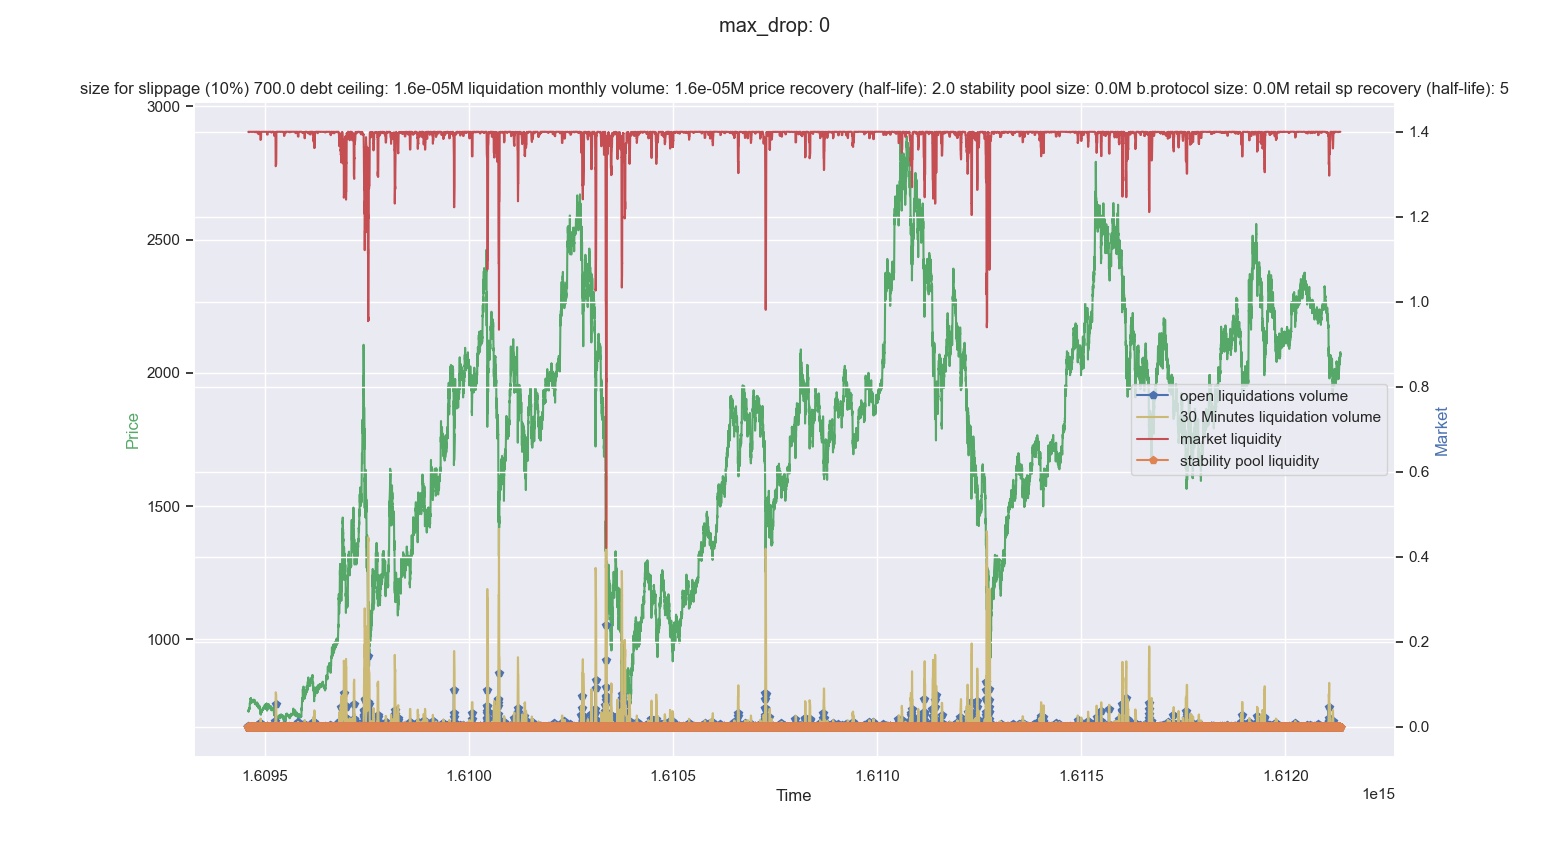 max_drop: 0
size for slippage (10%) 700.0 debt ceiling: 1.6e-05M liquidation monthly volume: 1.6e-05M price recovery (half-life): 2.0 stability pool size: 0.0M b.protocol size: 0.0M retail sp recovery (half-life): 5
3000
2500
2000
1500
1000
Price
1.4
1.2
1.0
0.8
0.6
0.4
0.2
0.0
Market
open liquidations volume
30 Minutes liquidation volume
market liquidity
stability pool liquidity
1.6095 1.6100 1.6105 1.6110 1.6115 1.6120
Time
1e15